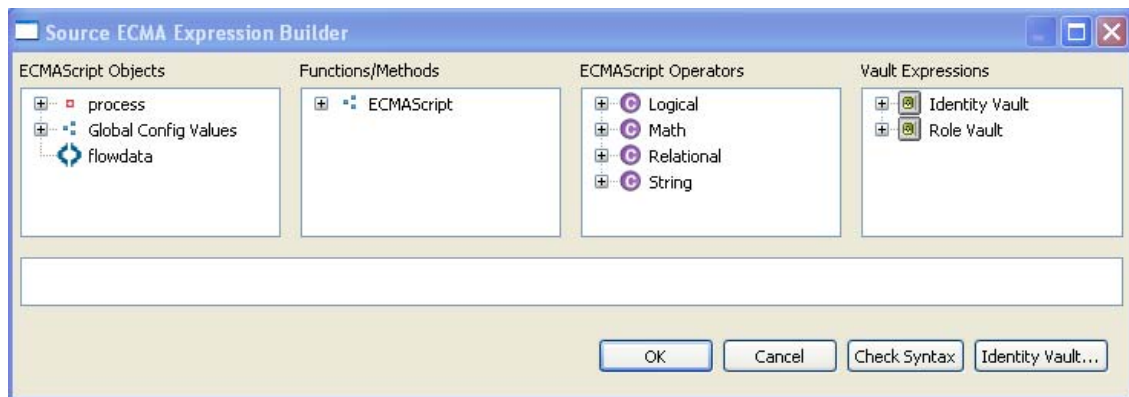 Source ECMA Expression Builder
ECMAScript Objects
process
Global Config Values
flowdata
Functions/Methods
ECMAScript
ECMAScript Operators
Logical
Math
Relational
String
Vault Expressions
Identity Vault
Role Vault
OK
Cancel
Check Syntax
Identity Vault...